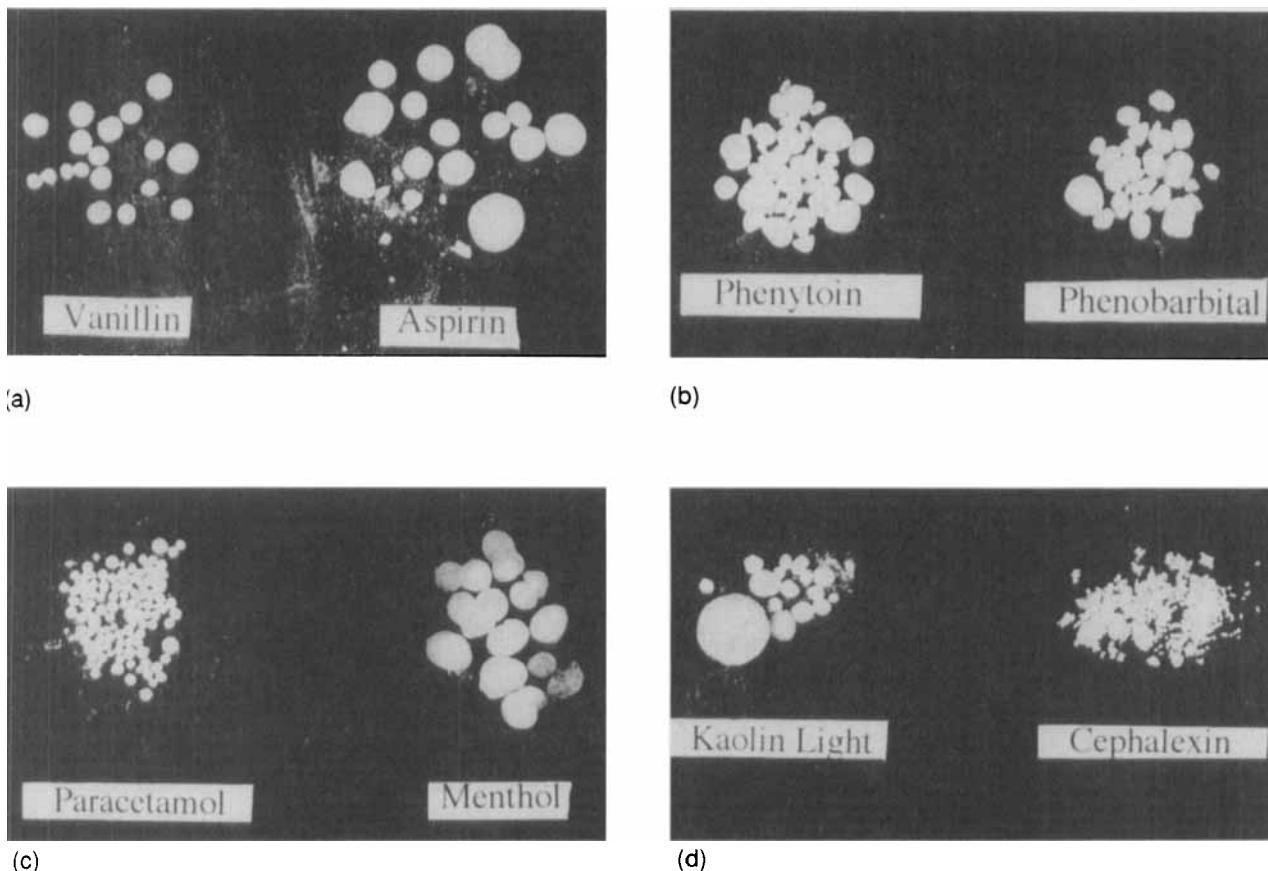 Vanillin
Aspirin
(a)
Phenytoin
Phenobarbital
(b)
Paracetamol
Menthol
(c)
Kaolin Light
Cephalexin
(d)